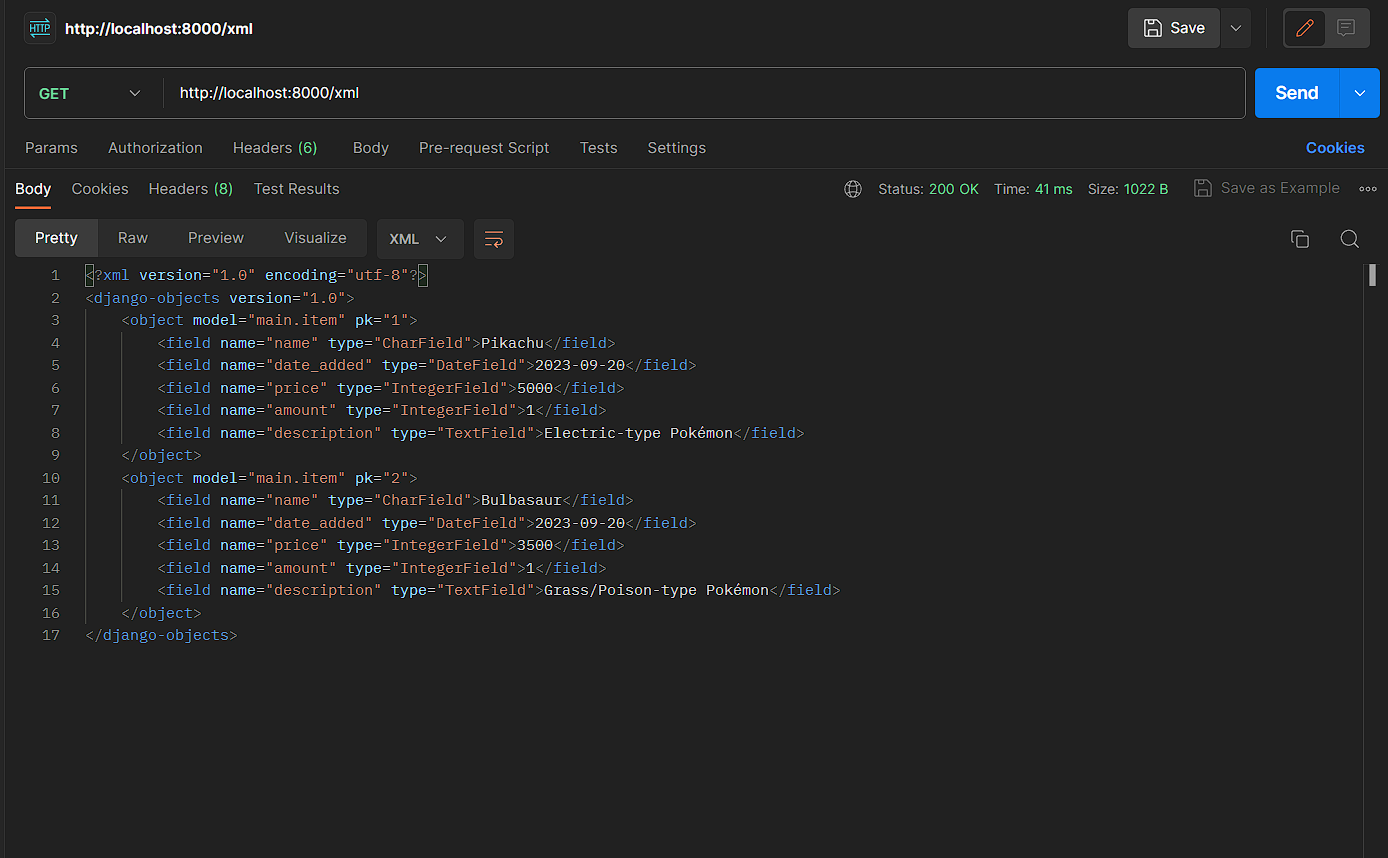 HTTP http://localhost:8000/xml Save
GET http://localhost:8000/xml Send
Params Authorization Headers (6) Body Pre-request Script Tests Settings Cookies
Body Cookies Headers (8) Test Results Status: 200 OK Time: 41 ms Size: 1022 B Save as Example
Pretty Raw Preview Visualize XML
1 <?xml version="1.0" encoding="utf-8"?>
2 <django-objects version="1.0">
3 <object model="main.item" pk="1">
4 <field name="name" type="CharField">Pikachu</field>
5 <field name="date_added" type="DateField">2023-09-20</field>
6 <field name="price" type="IntegerField">5000</field>
7 <field name="amount" type="IntegerField">1</field>
8 <field name="description" type="TextField">Electric-type Pokémon</field>
9 </object>
10 <object model="main.item" pk="2">
11 <field name="name" type="CharField">Bulbasaur</field>
12 <field name="date_added" type="DateField">2023-09-20</field>
13 <field name="price" type="IntegerField">3500</field>
14 <field name="amount" type="IntegerField">1</field>
15 <field name="description" type="TextField">Grass/Poison-type Pokémon</field>
16 </object>
17 </django-objects>